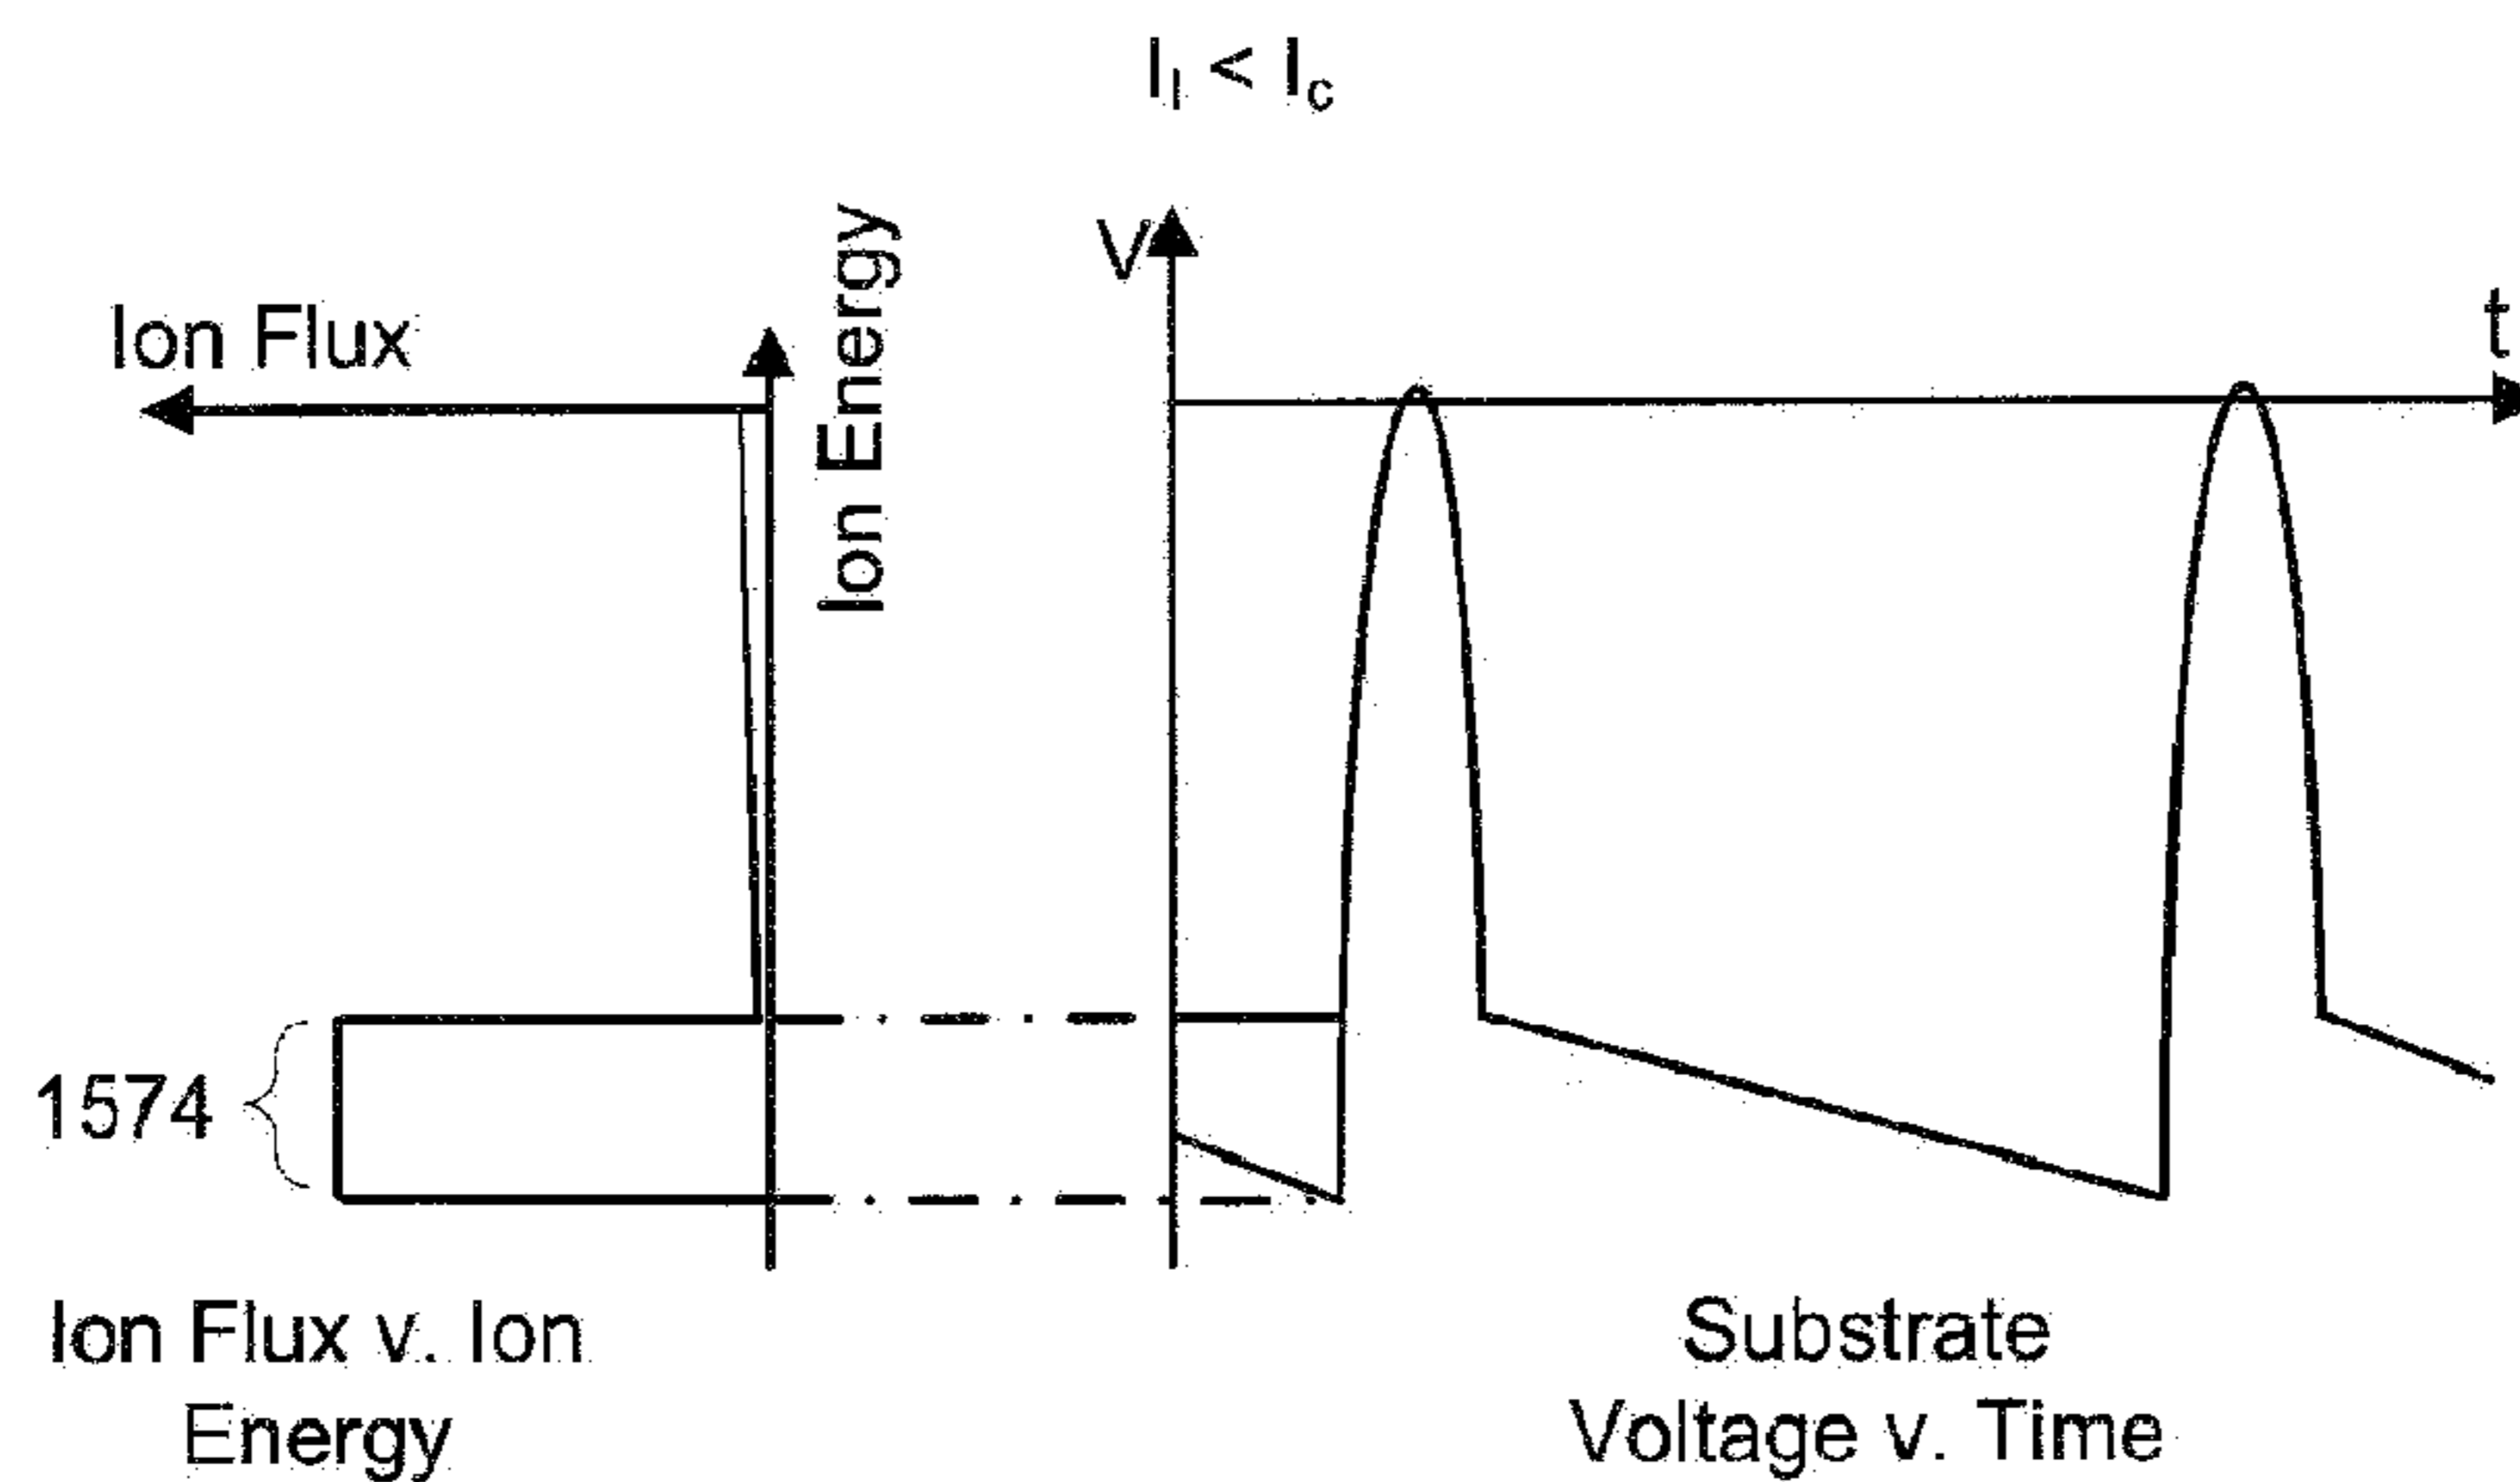 I_I < I_c
Ion Flux
Ion Energy
V
t
1574
Ion Flux v. Ion
Energy
Substrate
Voltage v. Time